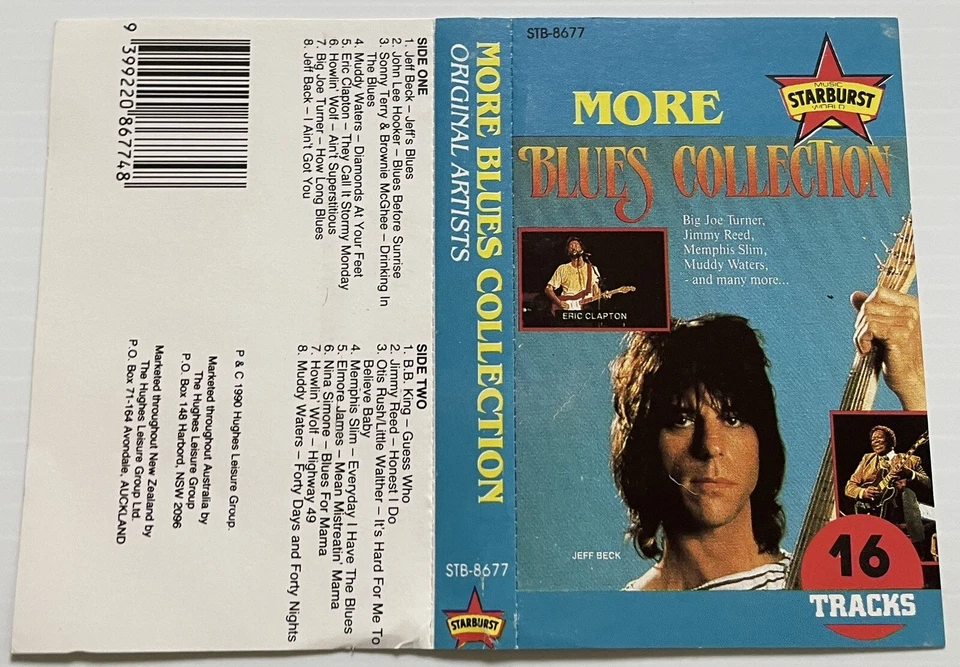 STB-8677
MUSIC
STARBURST
WORLD
MORE
BLUES COLLECTION
Big Joe Turner,
Jimmy Reed,
Memphis Slim,
Muddy Waters,
- and many more...
ERIC CLAPTON
JEFF BECK
16
TRACKS
MORE BLUES COLLECTION
ORIGINAL ARTISTS
STB-8677
STARBURST
SIDE ONE
1. Jeff Beck – Jeff's Blues
2. John Lee Hooker – Blues Before Sunrise
3. Sonny Terry & Brownie McGhee – Drinking In
The Blues
4. Muddy Waters – Diamonds At Your Feet
5. Eric Clapton – They Call It Stormy Monday
6. Howlin' Wolf – Ain't Superstitious
7. Big Joe Turner – How Long Blues
8. Jeff Back – I Ain't Got You
SIDE TWO
1. B.B. King – Guess Who
2. Jimmy Reed – Honest I Do
3. Otis Rush/Little Walther – It's Hard For Me To
Believe Baby
4. Memphis Slim – Everyday I Have The Blues
5. Elmore James – Mean Mistreatin' Mama
6. Nina Simone – Blues For Mama
7. Howlin' Wolf – Highway 49
8. Muddy Waters – Forty Days and Forty Nights
P & C 1990 Hughes Leisure Group.
Marketed throughout Australia by
The Hughes Leisure Group
P.O. Box 148 Harbord, NSW 2096
Marketed throughout New Zealand by
The Hughes Leisure Group Ltd.
P.O. Box 71-164 Avondale, AUCKLAND
9 399220 867748